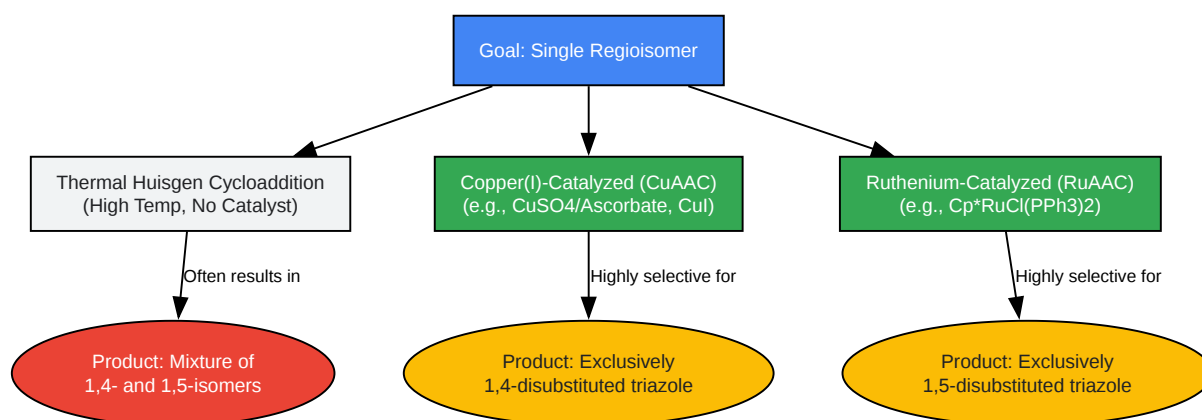 Goal: Single Regioisomer
Thermal Huisgen Cycloaddition
(High Temp, No Catalyst)
Copper(I)-Catalyzed (CuAAC)
(e.g., CuSO4/Ascorbate, CuI)
Ruthenium-Catalyzed (RuAAC)
(e.g., Cp*RuCl(PPh3)2)
Often results in
Highly selective for
Highly selective for
Product: Mixture of
1,4- and 1,5-isomers
Product: Exclusively
1,4-disubstituted triazole
Product: Exclusively
1,5-disubstituted triazole